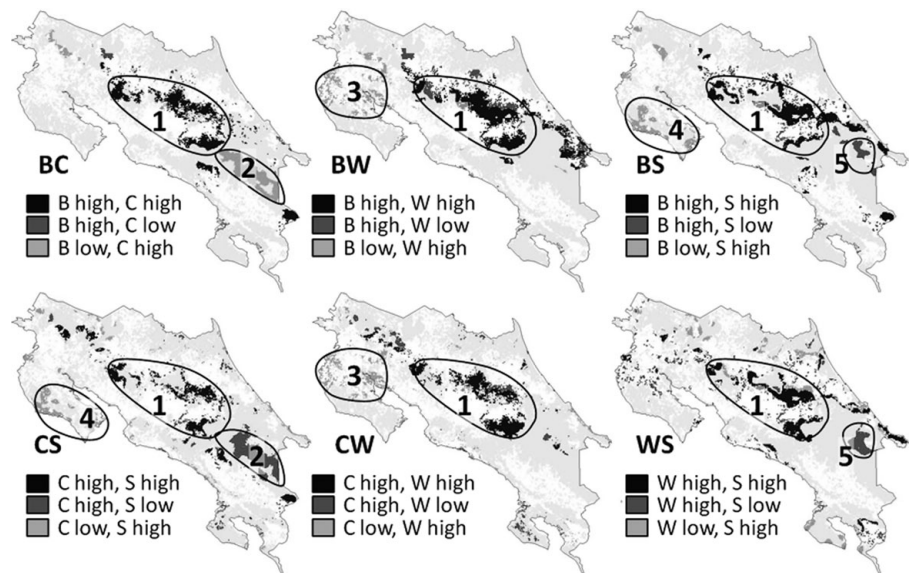 1
2
BC
B high, C high
B high, C low
B low, C high
3
1
BW
B high, W high
B high, W low
B low, W high
1
4
5
BS
B high, S high
B high, S low
B low, S high
1
4
2
CS
C high, S high
C high, S low
C low, S high
3
1
CW
C high, W high
C high, W low
C low, W high
1
5
WS
W high, S high
W high, S low
W low, S high